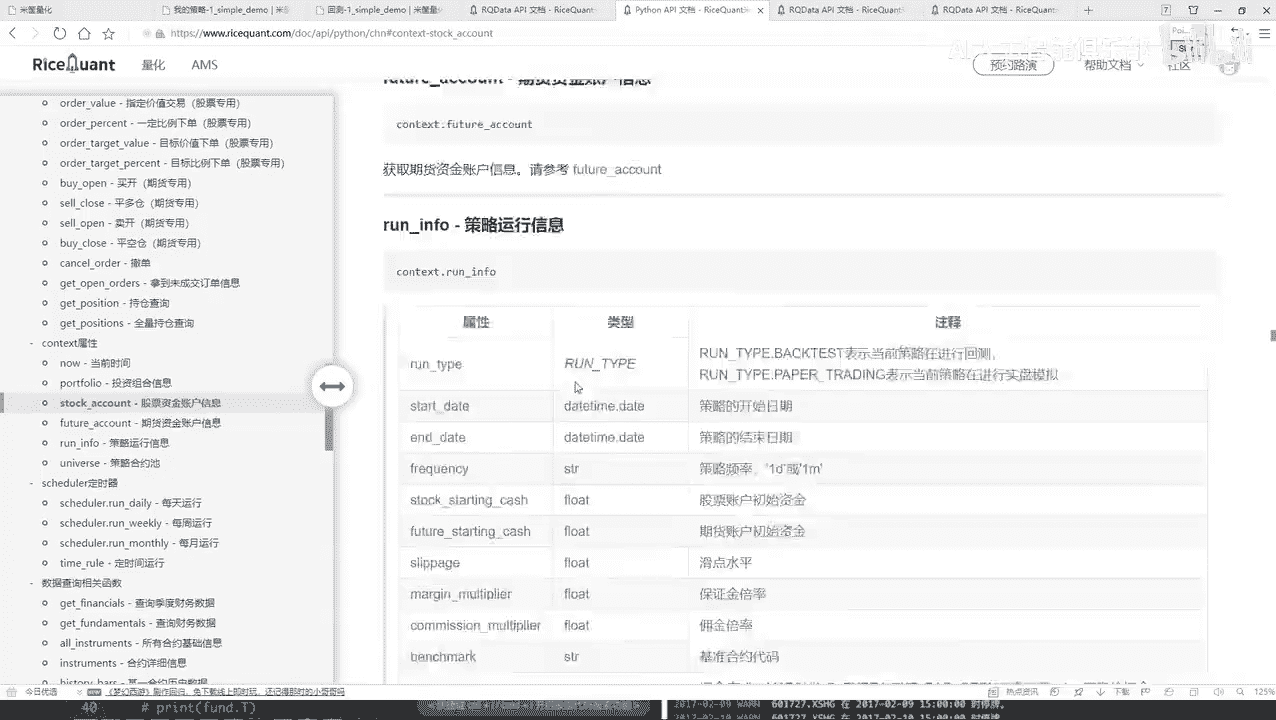 米筐量化
我的策略-1_simple_demo | 米筐
回测-1_simple_demo | 米筐量
RQData API 文档 - RiceQuant
Python API 文档 - RiceQuant
RQData API 文档 - RiceQuant
RQData API 文档 - RiceQuant
https://www.ricequant.com/doc/api/python/chn#context-stock_account
RiceQuant 量化 AMS 预约路演 帮助文档 社区
order_value - 指定价值交易（股票专用）
order_percent - 一定比例下单（股票专用）
order_target_value - 目标价值下单（股票专用）
order_target_percent - 目标比例下单（股票专用）
buy_open - 买开（期货专用）
sell_close - 平多仓（期货专用）
sell_open - 卖开（期货专用）
buy_close - 平空仓（期货专用）
cancel_order - 撤单
get_open_orders - 拿到未成交订单信息
get_position - 持仓查询
get_positions - 全量持仓查询
context属性
now - 当前时间
portfolio - 投资组合信息
stock_account - 股票资金账户信息
future_account - 期货资金账户信息
run_info - 策略运行信息
universe - 策略合约池
scheduler定时器
scheduler.run_daily - 每天运行
scheduler.run_weekly - 每周运行
scheduler.run_monthly - 每月运行
time_rule - 定时间运行
数据查询相关函数
get_financials - 查询季度财务数据
get_fundamentals - 查询财务数据
all_instruments - 所有合约基础信息
instruments - 合约详细信息
history_bars - 某一合约历史数据
future_account - 期货资金账户信息
context.future_account
获取期货资金账户信息。请参考 future_account
run_info - 策略运行信息
context.run_info
属性 类型 注释
run_type RUN_TYPE RUN_TYPE.BACKTEST表示当前策略在进行回测，
RUN_TYPE.PAPER_TRADING表示当前策略在进行实盘模拟
start_date datetime.date 策略的开始日期
end_date datetime.date 策略的结束日期
frequency str 策略频率，'1d'或'1m'
stock_starting_cash float 股票账户初始资金
future_starting_cash float 期货账户初始资金
slippage float 滑点水平
margin_multiplier float 保证金倍率
commission_multiplier float 佣金倍率
benchmark str 基准合约代码
今日优选
热点资讯 下载 125%
40 # print(fund.T)
2017-02-09 WARN 601727.XSHG 在 2017-02-09 15:00:00 时停牌。